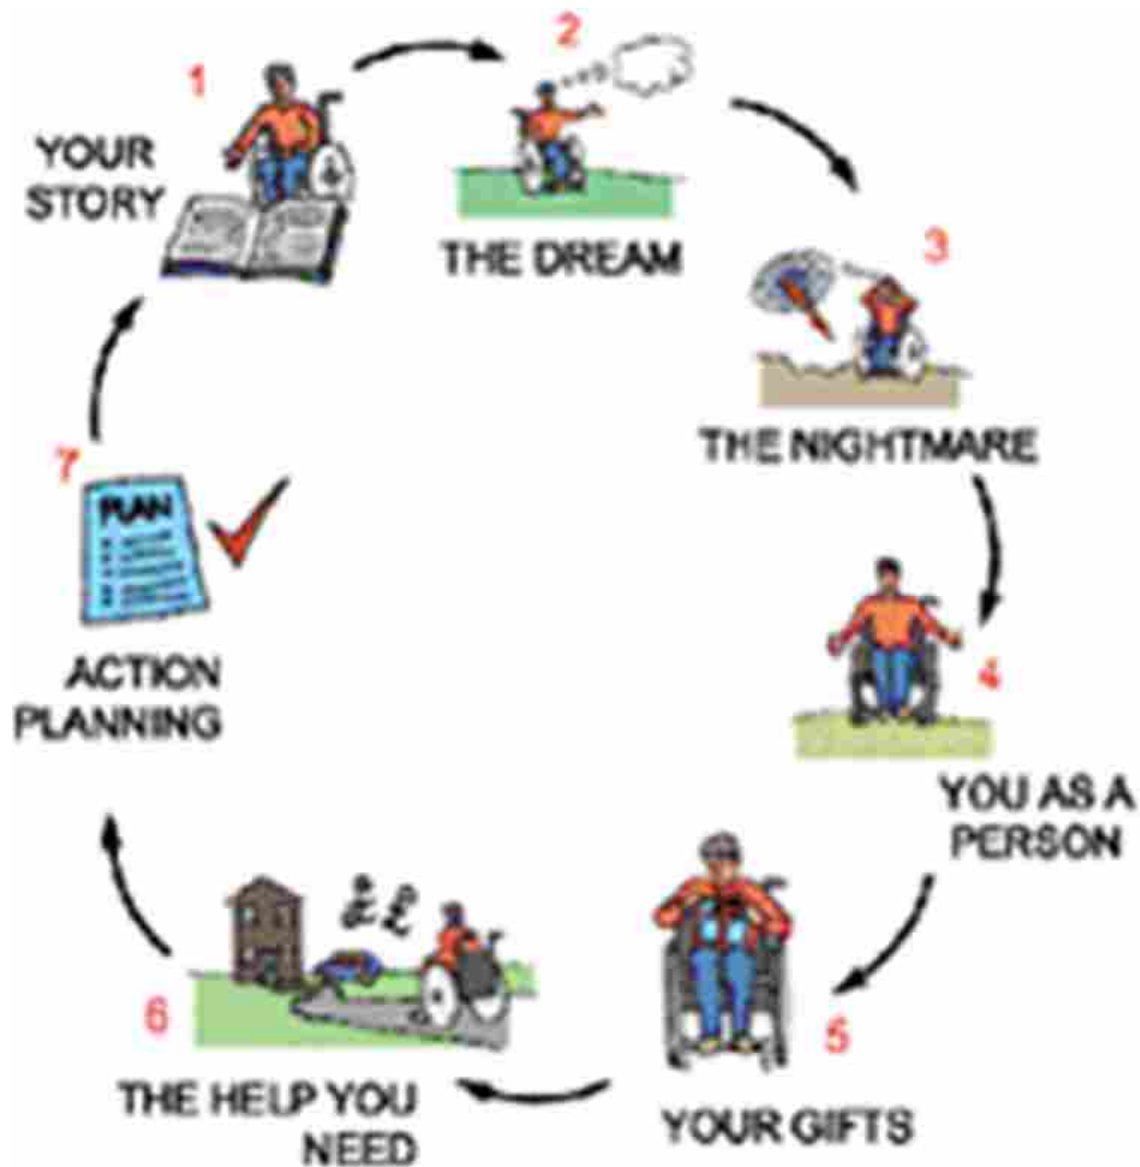 1
YOUR
STORY
2
THE DREAM
3
THE NIGHTMARE
4
YOU AS A
PERSON
5
YOUR GIFTS
6
££
THE HELP YOU
NEED
7
PLAN
ACTION
PLANNING